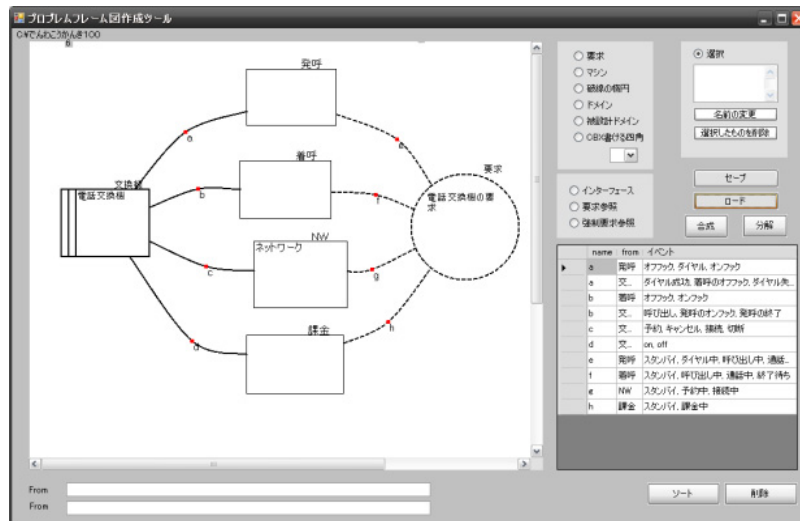 プロブレムフレーム図作成ツール
C:¥でんわこうかんき100
発呼
a
e
着呼
要求
交換機
電話交換機
b
f
電話交換機の要求
NW
ネットワーク
c
g
課金
d
h
要求
マシン
破線の楕円
ドメイン
被設計ドメイン
CBX書ける四角
選択
名前の変更
選択したものを削除
インターフェース
要求参照
強制要求参照
セーブ
ロード
合成
分解
name from イベント
a 発呼 オフフック, ダイヤル, オンフック
a 交... ダイヤル成功, 着呼のオフフック, ダイヤル失...
b 着呼 オフフック, オンフック
b 交... 呼び出し, 発呼のオンフック, 発呼の終了
c 交... 予約, キャンセル, 接続, 切断
d 交... on, off
e 発呼 スタンバイ, ダイヤル中, 呼び出し中, 通話...
f 着呼 スタンバイ, 呼び出し中, 通話中, 終了待ち
g NW スタンバイ, 予約中, 接続中
h 課金 スタンバイ, 課金中
From
From
ソート
削除